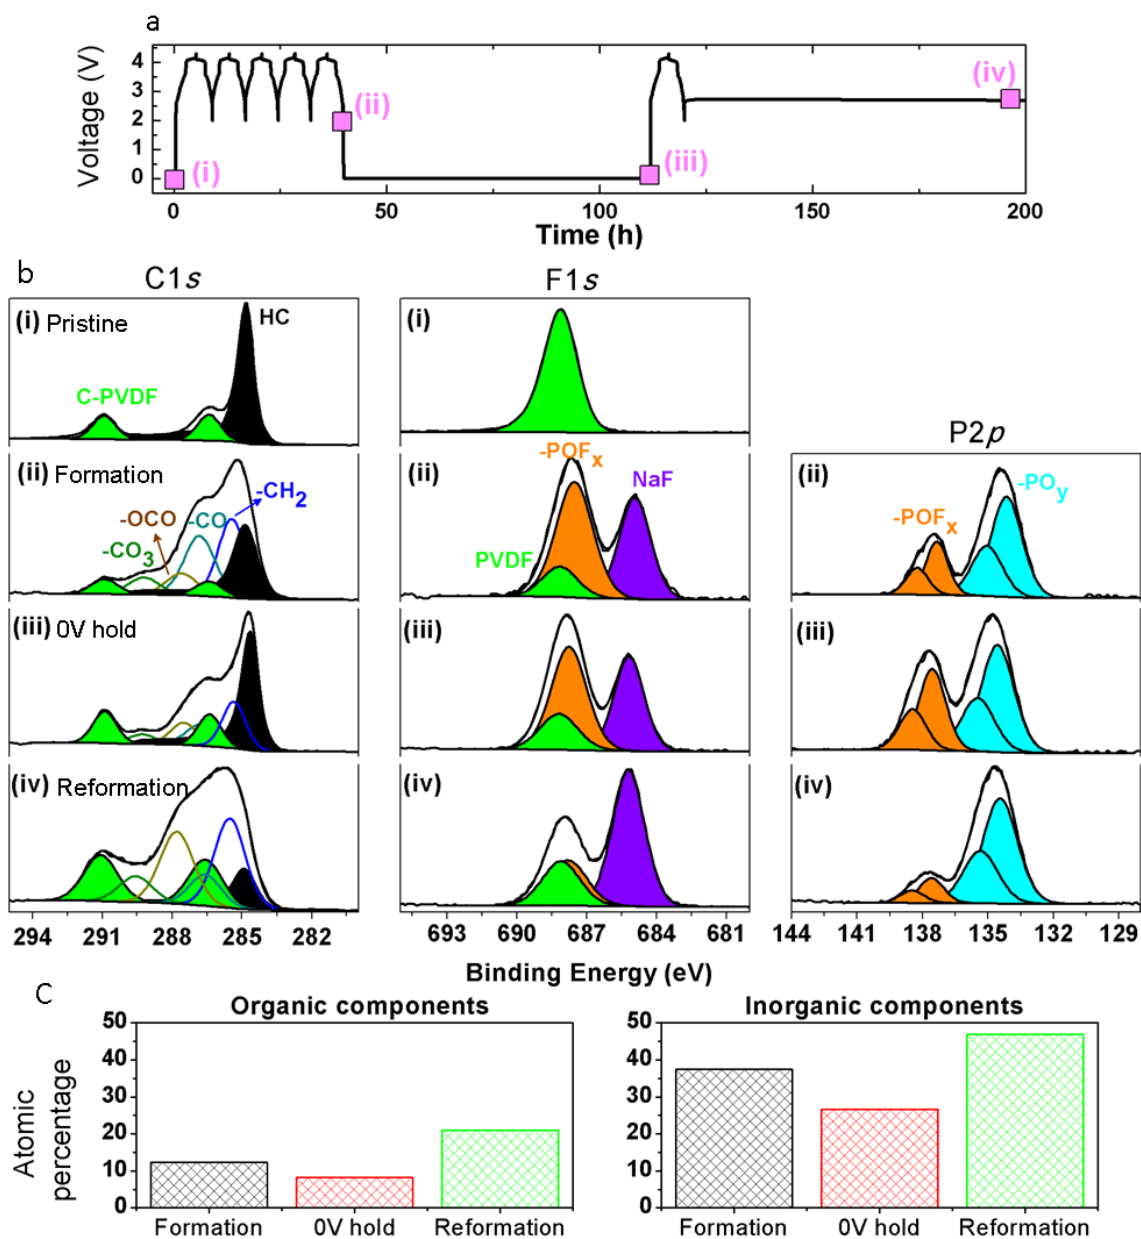 a
Voltage (V)
4
3
2
1
0
(i)
(ii)
(iii)
(iv)
0
50
100
150
200
Time (h)
b
C1s
F1s
P2p
(i) Pristine
HC
C-PVDF
(i)
(ii) Formation
-CH2
-OCO
-CO
-CO3
(ii)
-POFx
NaF
PVDF
(ii)
-POy
-POFx
(iii) 0V hold
(iii)
(iii)
(iv) Reformation
(iv)
(iv)
294 291 288 285 282
693 690 687 684 681
144 141 138 135 132 129
Binding Energy (eV)
C
Organic components
Inorganic components
Atomic
percentage
50
40
30
20
10
0
Formation 0V hold Reformation
50
40
30
20
10
0
Formation 0V hold Reformation